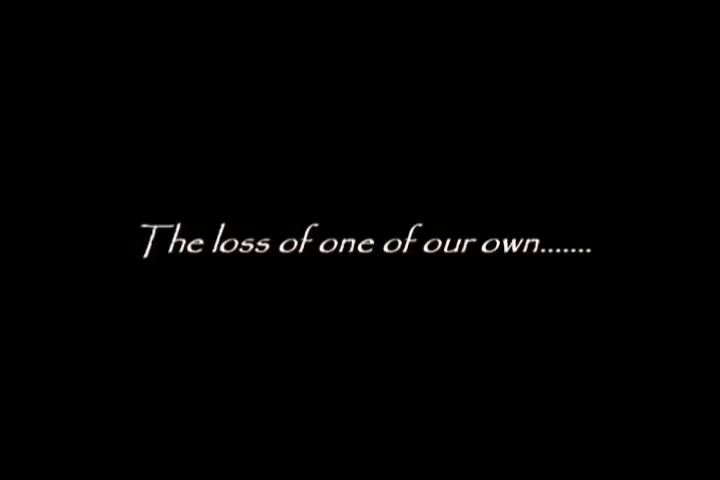 The loss of one of our own.......